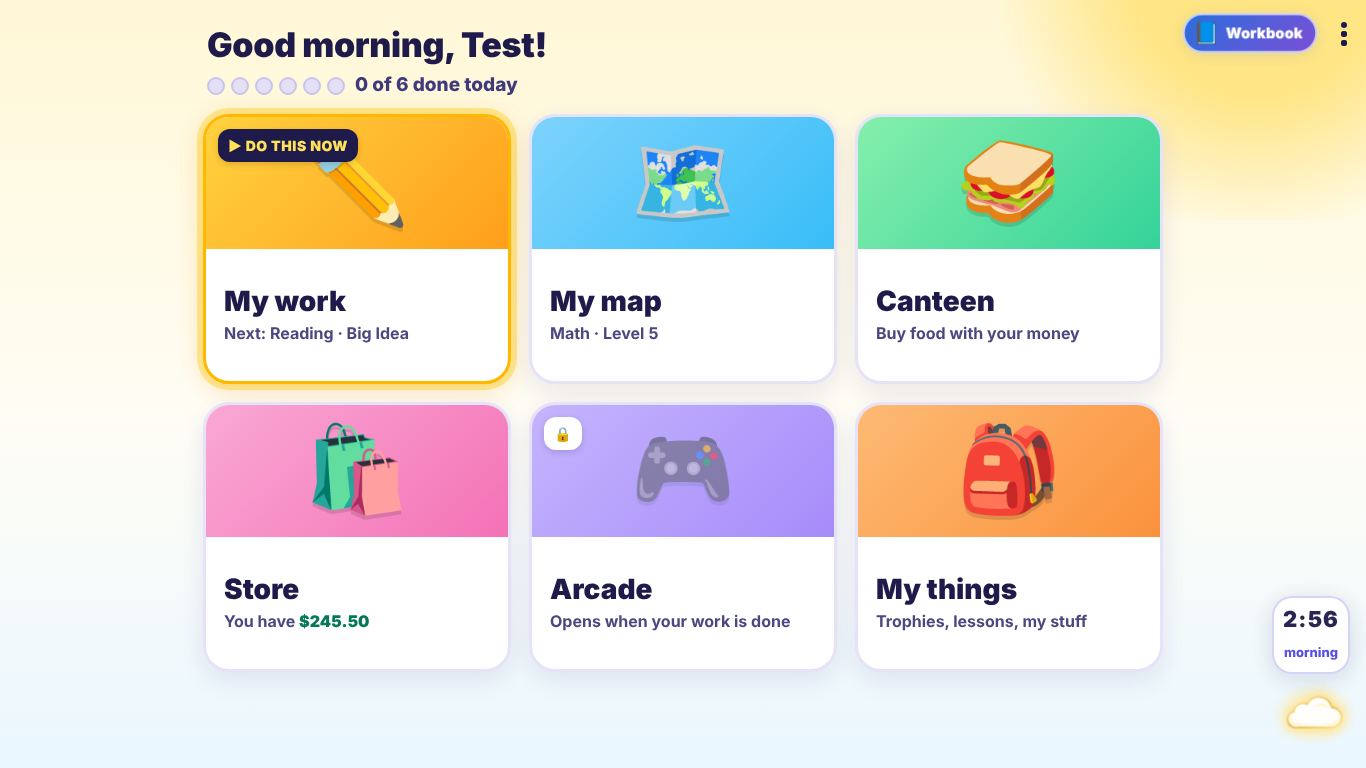 Good morning, Test!
📘 Workbook
0 of 6 done today
▶ DO THIS NOW
My work
Next: Reading · Big Idea
My map
Math · Level 5
Canteen
Buy food with your money
Store
You have $245.50
Arcade
Opens when your work is done
My things
Trophies, lessons, my stuff
2:56
morning